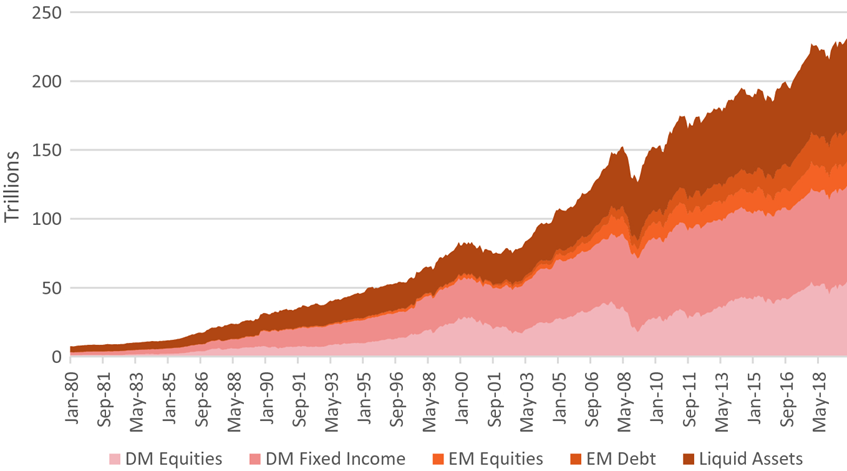 250
200
150
100
50
0
Trillions
Jan-80
Sep-81
May-83
Jan-85
Sep-86
May-88
Jan-90
Sep-91
May-93
Jan-95
Sep-96
May-98
Jan-00
Sep-01
May-03
Jan-05
Sep-06
May-08
Jan-10
Sep-11
May-13
Jan-15
Sep-16
May-18
DM Equities DM Fixed Income EM Equities EM Debt Liquid Assets